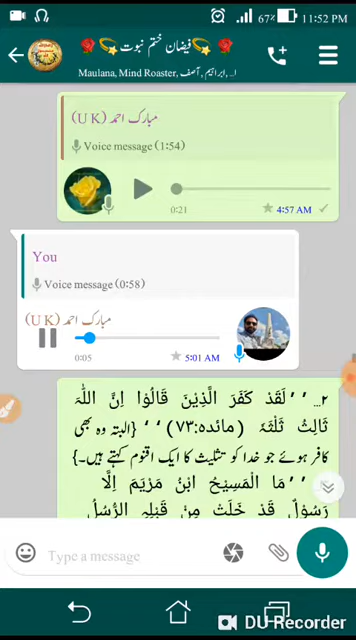 67% 11:52 PM
فیضان ختم نبوت
Maulana, Mind Roaster, آصف, ابراہیم, ...
مبارک احمد (U K)
Voice message (1:54)
0:21 4:57 AM
You
Voice message (0:58)
مبارک احمد (U K)
0:05 5:01 AM
۲... ’’لَقَدْ کَفَرَ الَّذِیْنَ قَالُوْا اِنَّ اللّٰہَ
ثَالِثُ ثَلٰثَۃٍ (مائدہ:۷۳)‘‘ {البتہ وہ بھی
کافر ہوئے جو خدا کو تثلیث کا ایک اقنوم کہتے ہیں۔}
’’مَا الْمَسِیْحُ ابْنُ مَرْیَمَ اِلَّا
رَسُوْلٌ قَدْ خَلَتْ مِنْ قَبْلِہِ الرُّسُلُ
Type a message
DU Recorder